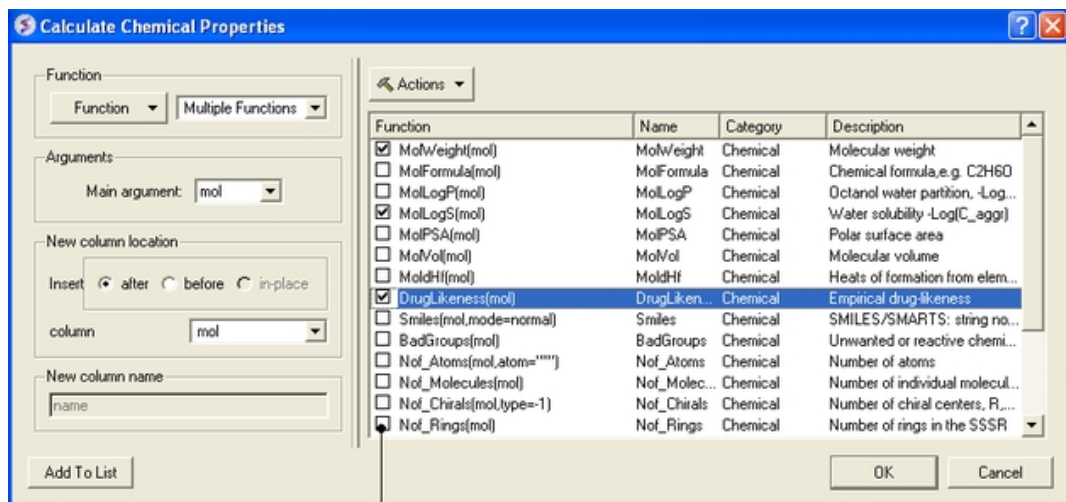 Calculate Chemical Properties
Function
Function
Multiple Functions
Arguments
Main argument: mol
New column location
Insert after before in-place
column mol
New column name
name
Add To List
Actions
Function Name Category Description
MolWeight(mol) MolWeight Chemical Molecular weight
MolFormula(mol) MolFormula Chemical Chemical formula,e.g. C2H6O
MolLogP(mol) MolLogP Chemical Octanol water partition, -Log...
MolLogS(mol) MolLogS Chemical Water solubility -Log(C_aggr)
MolPSA(mol) MolPSA Chemical Polar surface area
MolVol(mol) MolVol Chemical Molecular volume
MoldHf(mol) MoldHf Chemical Heats of formation from elem...
DrugLikeness(mol) DrugLiken... Chemical Empirical drug-likeness
Smiles(mol,mode=normal) Smiles Chemical SMILES/SMARTS: string no...
BadGroups(mol) BadGroups Chemical Unwanted or reactive chemi...
Nof_Atoms(mol,atom="""") Nof_Atoms Chemical Number of atoms
Nof_Molecules(mol) Nof_Molec... Chemical Number of individual molecul...
Nof_Chirals(mol,type=-1) Nof_Chirals Chemical Number of chiral centers, R,...
Nof_Rings(mol) Nof_Rings Chemical Number of rings in the SSSR
OK Cancel